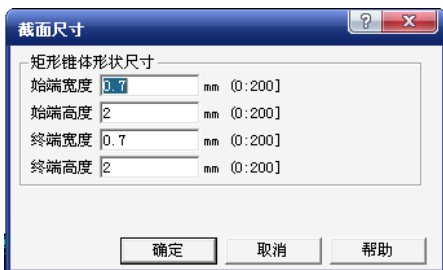 截面尺寸
矩形锥体形状尺寸
始端宽度 0.7 mm (0:200]
始端高度 2 mm (0:200]
终端宽度 0.7 mm (0:200]
终端高度 2 mm (0:200]
确定 取消 帮助